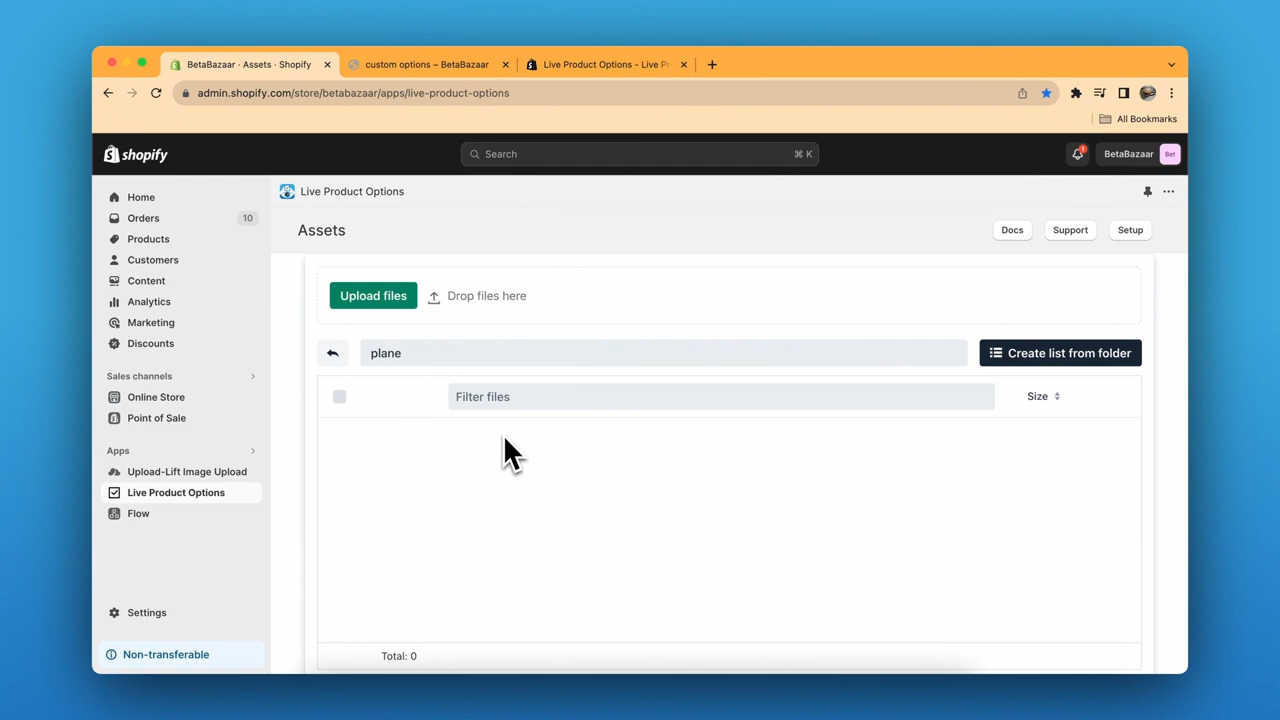 BetaBazaar · Assets · Shopify
custom options – BetaBazaar
Live Product Options - Live Pr
admin.shopify.com/store/betabazaar/apps/live-product-options
All Bookmarks
shopify
Search
⌘ K
1
BetaBazaar
Bet
Home
Orders
10
Products
Customers
Content
Analytics
Marketing
Discounts
Sales channels
Online Store
Point of Sale
Apps
Upload-Lift Image Upload
Live Product Options
Flow
Settings
Non-transferable
Live Product Options
Assets
Docs
Support
Setup
Upload files
Drop files here
plane
Create list from folder
Filter files
Size
Total: 0